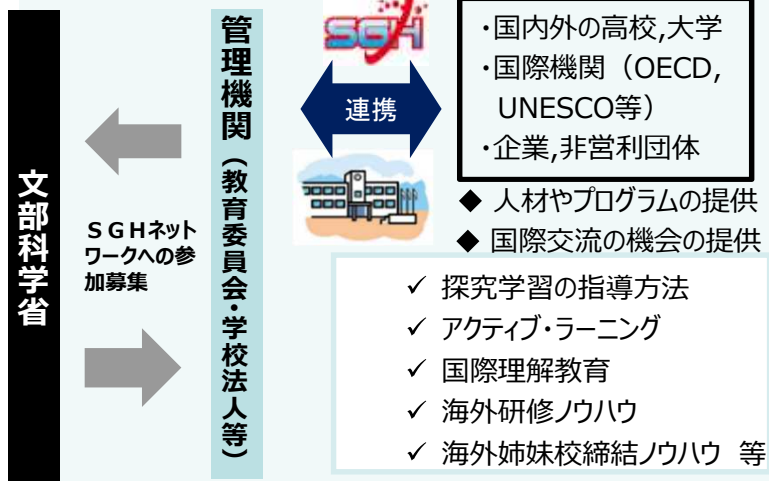 文部科学省
SGHネット
ワークへの参
加募集
管理機関(教育委員会・学校法人等)
SGH
連携
・国内外の高校,大学
・国際機関(OECD,
UNESCO等)
・企業,非営利団体
◆ 人材やプログラムの提供
◆ 国際交流の機会の提供
✓ 探究学習の指導方法
✓ アクティブ・ラーニング
✓ 国際理解教育
✓ 海外研修ノウハウ
✓ 海外姉妹校締結ノウハウ 等